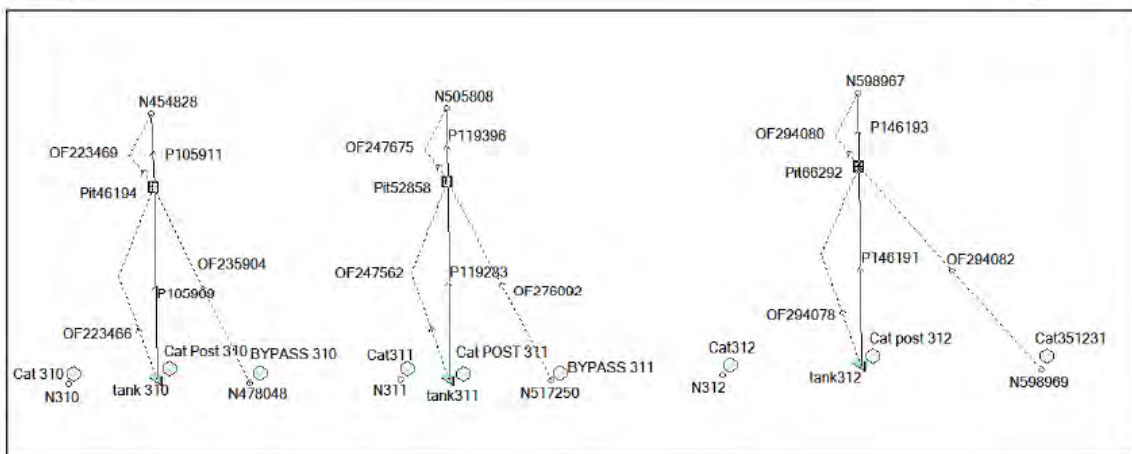 N454828
OF223469
P105911
Pit46194
OF235904
P105909
OF223466
Cat Post 310
BYPASS 310
Cat 310
N310
tank 310
N478048
N505808
P119396
OF247675
Pit52858
OF247562
P119283
OF276092
Cat311
Cat POST 311
BYPASS 311
N311
tank311
N517250
N598967
OF294080
P146193
Pit66292
P146191
OF294082
OF294078
Cat312
Cat post 312
Cat351231
N312
tank312
N598969